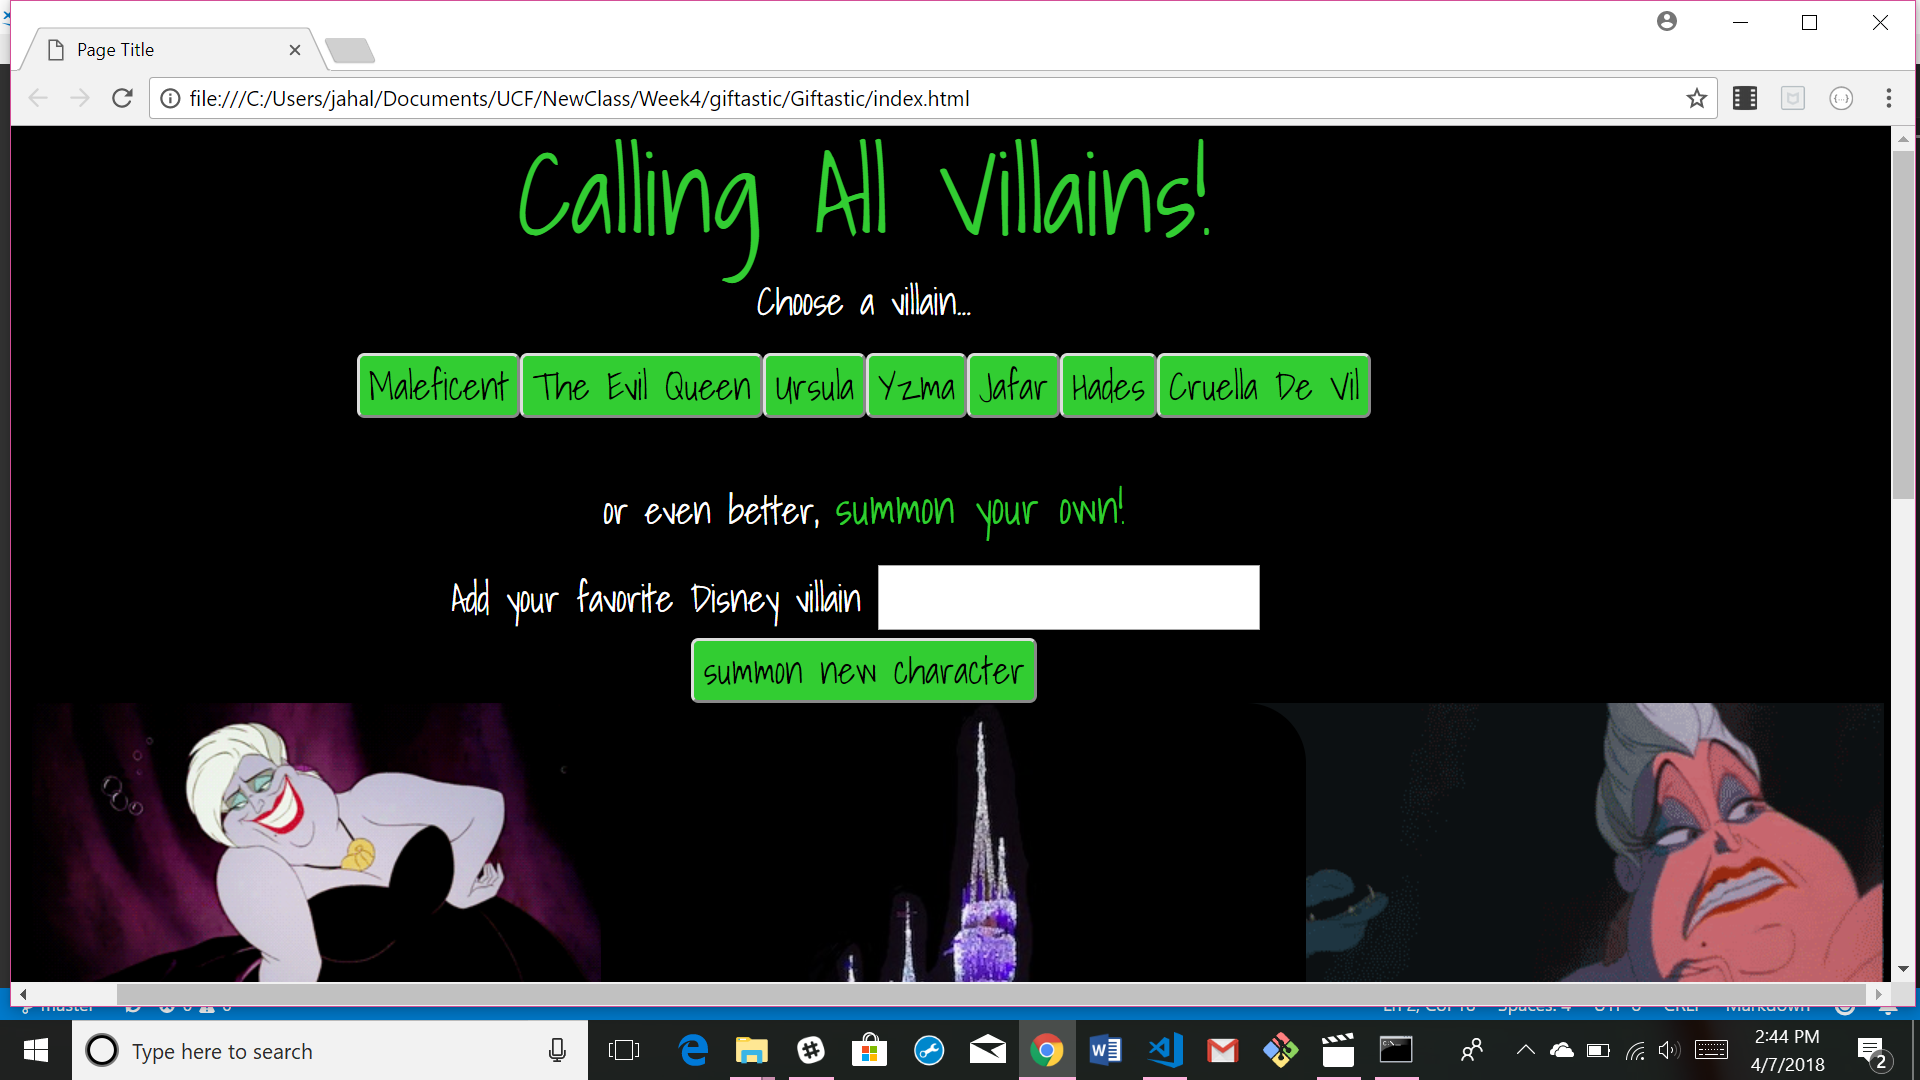 Page Title
file:///C:/Users/jahal/Documents/UCF/NewClass/Week4/giftastic/Giftastic/index.html
Calling All Villains!
Choose a villain...
Maleficent The Evil Queen Ursula Yzma Jafar Hades Cruella De Vil
or even better, summon your own!
Add your favorite Disney villain
summon new character
Type here to search
2:44 PM
4/7/2018
2